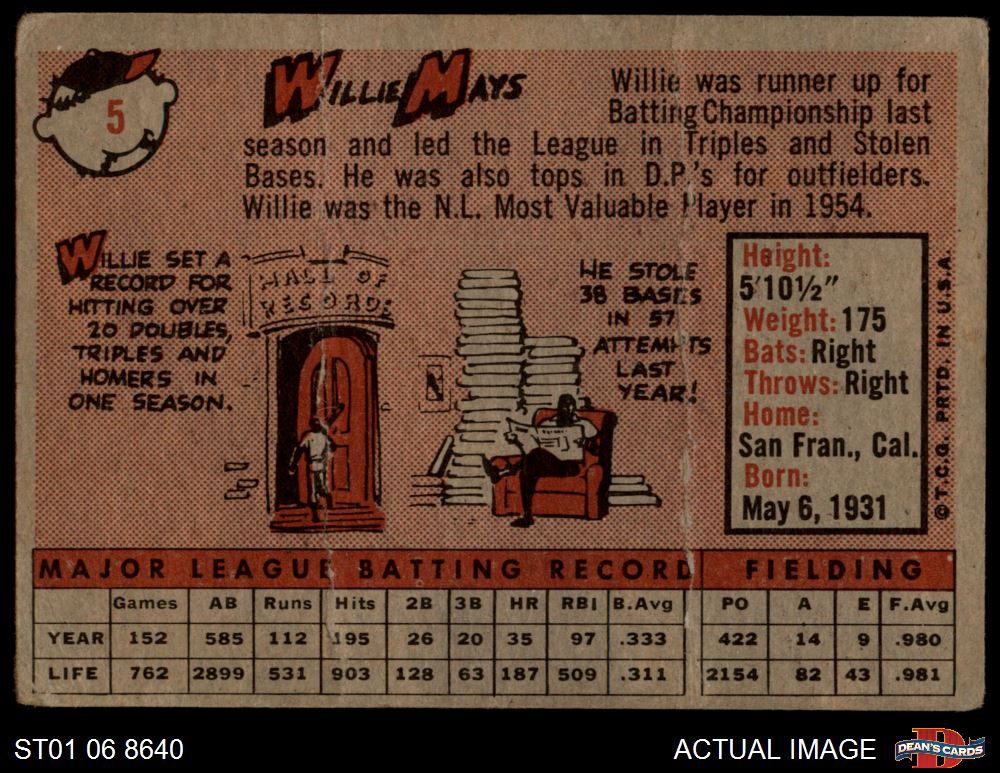 5
WILLIE MAYS
Willie was runner up for
Batting Championship last
season and led the League in Triples and Stolen
Bases. He was also tops in D.P.'s for outfielders.
Willie was the N.L. Most Valuable Player in 1954.
WILLIE SET A
RECORD FOR
HITTING OVER
20 DOUBLES,
TRIPLES AND
HOMERS IN
ONE SEASON.
HALL OF
RECORDS
HE STOLE
38 BASES
IN 57
ATTEMPTS
LAST
YEAR!
Height:
5'10½"
Weight: 175
Bats: Right
Throws: Right
Home:
San Fran., Cal.
Born:
May 6, 1931
© T.C.G. PRTD. IN U.S.A.
MAJOR LEAGUE BATTING RECORD FIELDING
Games AB Runs Hits 2B 3B HR RBI B.Avg PO A E F.Avg
YEAR 152 585 112 195 26 20 35 97 .333 422 14 9 .980
LIFE 762 2899 531 903 128 63 187 509 .311 2154 82 43 .981
ST01 06 8640
ACTUAL IMAGE
D
DEAN'S CARDS